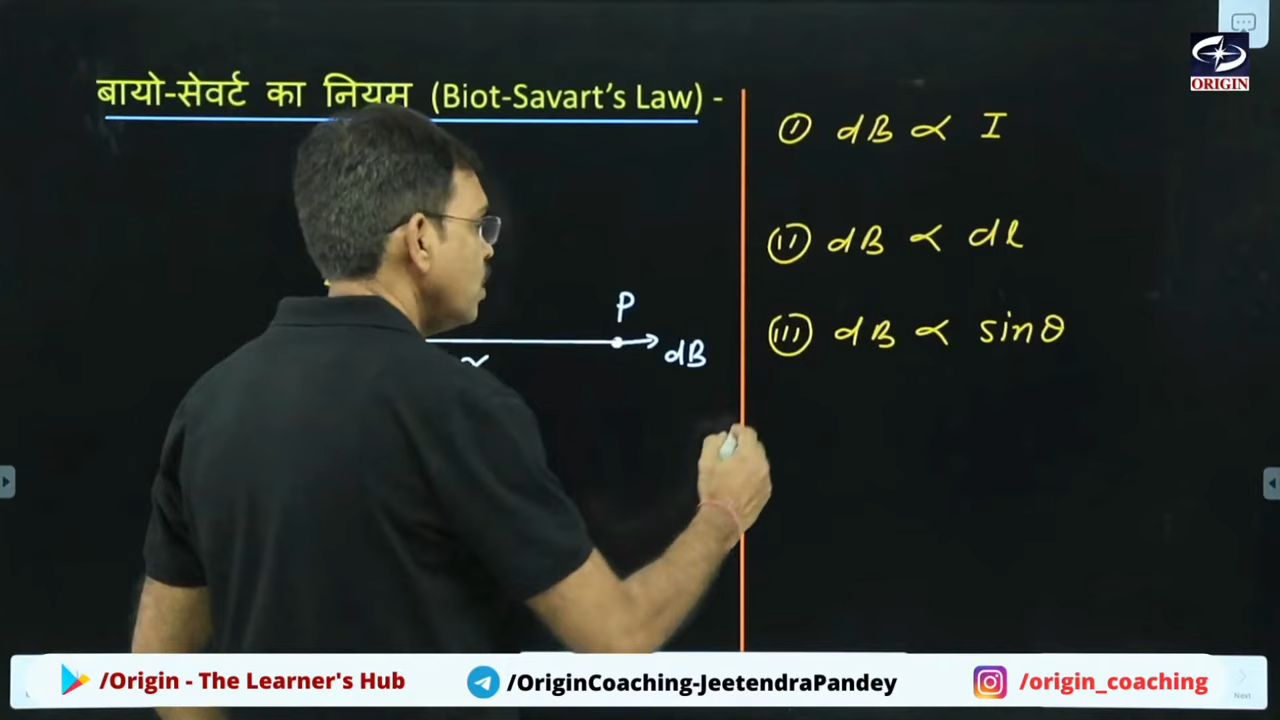 बायो-सेवर्ट का नियम (Biot-Savart’s Law) -
P
dB
r
(I) dB ∝ I
(II) dB ∝ dl
(III) dB ∝ sinθ
ORIGIN
/Origin - The Learner's Hub
/OriginCoaching-JeetendraPandey
/origin_coaching
Next